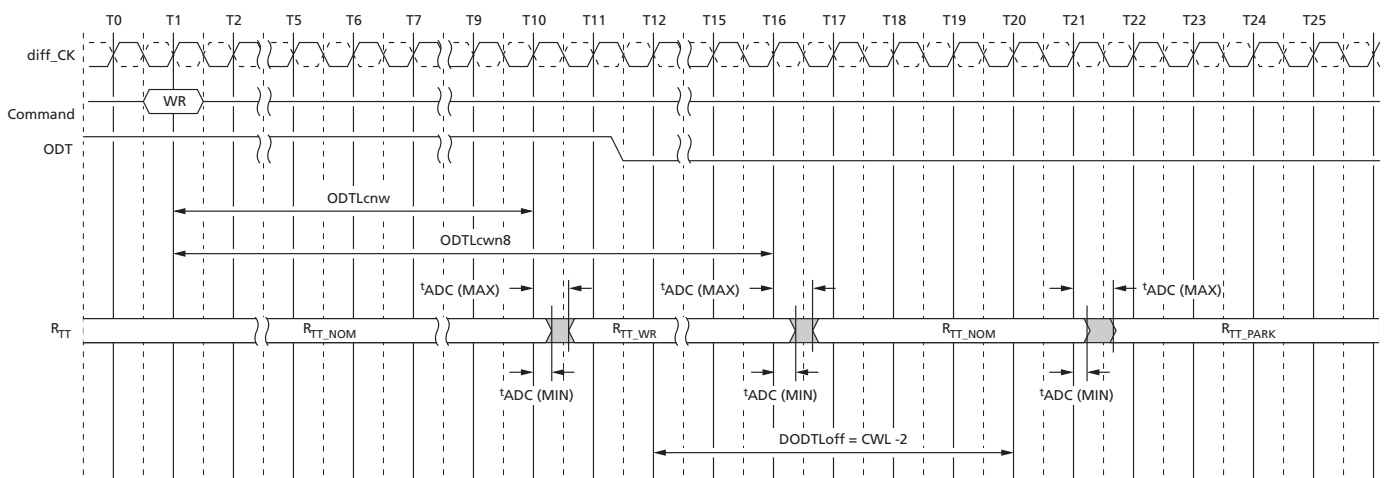 T0 T1 T2 T5 T6 T7 T9 T10 T11 T12 T15 T16 T17 T18 T19 T20 T21 T22 T23 T24 T25
diff_CK
Command WR
ODT
ODTLcnw
ODTLcwn8
tADC (MAX) tADC (MAX) tADC (MAX)
RTT RTT_NOM RTT_WR RTT_NOM RTT_PARK
tADC (MIN) tADC (MIN) tADC (MIN)
DODTLoff = CWL -2